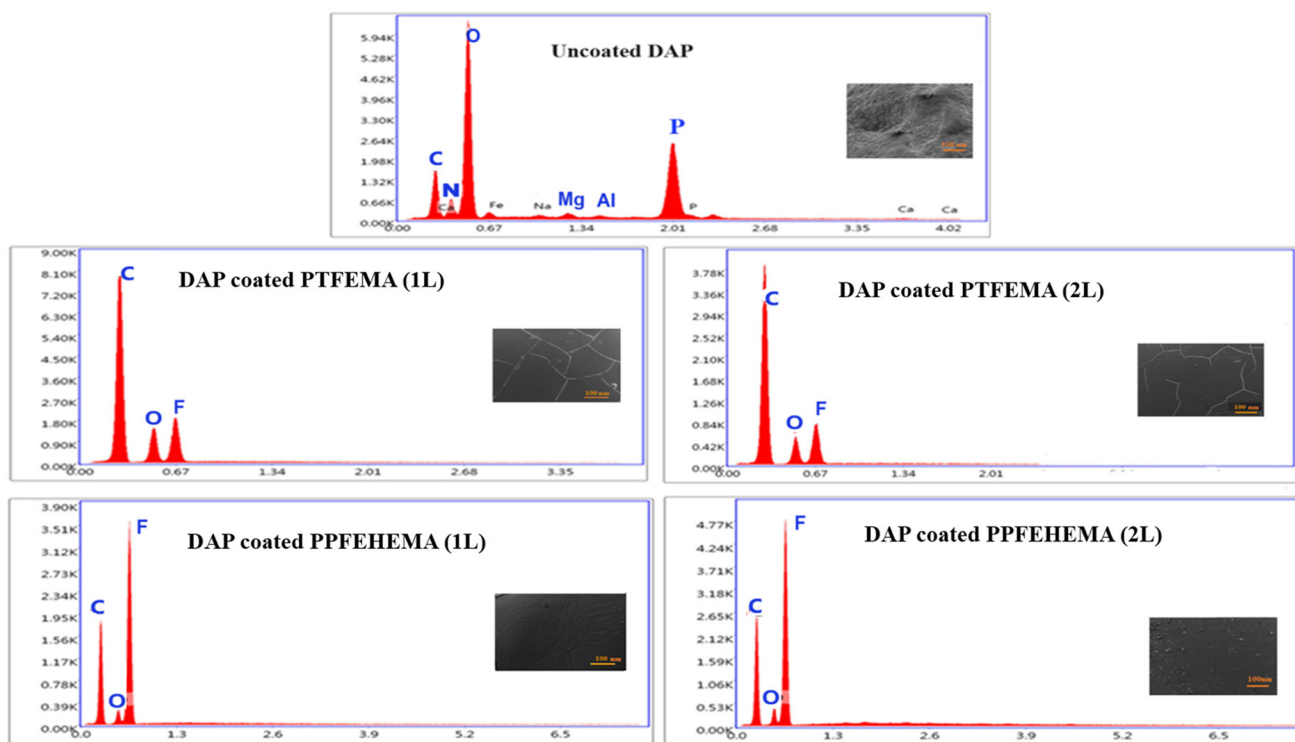 Uncoated DAP
5.94K
5.28K
4.62K
3.96K
3.30K
2.64K
1.98K
1.32K
0.66K
0.00K
C
N
O
Ca
Fe
Na
Mg
Al
P
P
Ca
Ca
0.00 0.67 1.34 2.01 2.68 3.35 4.02
DAP coated PTFEMA (1L)
9.00K
8.10K
7.20K
6.30K
5.40K
4.50K
3.60K
2.70K
1.80K
0.90K
0.00K
C
O
F
100 nm
0.00 0.67 1.34 2.01 2.68 3.35
DAP coated PTFEMA (2L)
3.78K
3.36K
2.94K
2.52K
2.10K
1.68K
1.26K
0.84K
0.42K
0.00K
C
O
F
100 nm
0.00 0.67 1.34 2.01
DAP coated PPFEHEMA (1L)
3.90K
3.51K
3.12K
2.73K
2.34K
1.95K
1.56K
1.17K
0.78K
0.39K
0.00K
C
O
F
100 nm
0.0 1.3 2.6 3.9 5.2 6.5
DAP coated PPFEHEMA (2L)
4.77K
4.24K
3.71K
3.18K
2.65K
2.12K
1.59K
1.06K
0.53K
0.00K
C
O
F
100nm
0.0 1.3 2.6 3.9 5.2 6.5